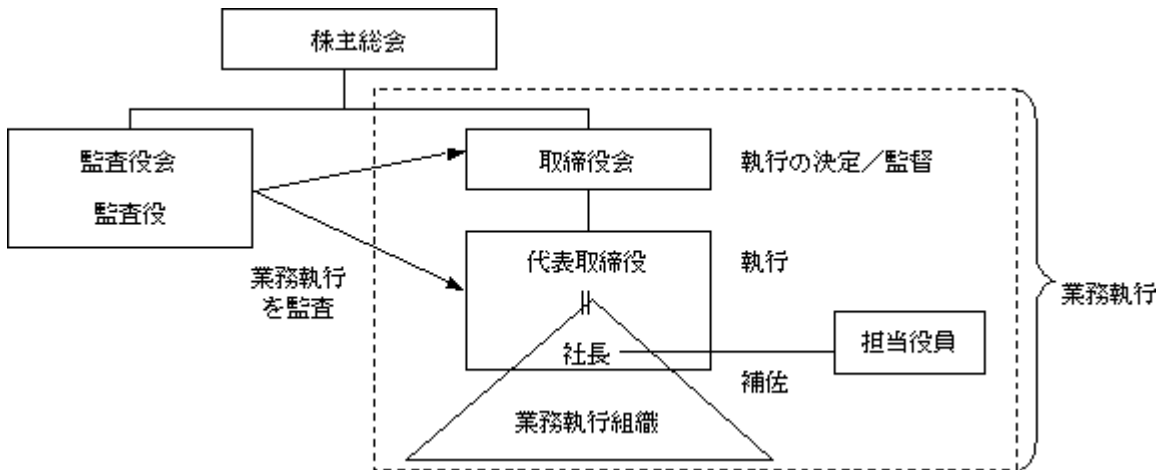 株主総会
監査役会
監査役
取締役会
執行の決定／監督
代表取締役
執行
業務執行
を監査
業務執行
社長
担当役員
補佐
業務執行組織